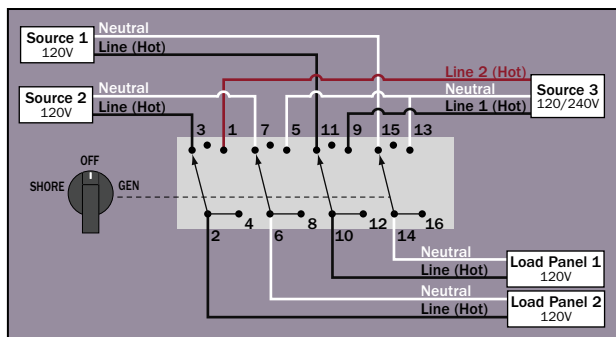 Neutral
Source 1
120V
Line (Hot)
Neutral
Source 2
120V
Line (Hot)
Line 2 (Hot)
Neutral
Line 1 (Hot)
Source 3
120/240V
3 1 7 5 11 9 15 13
OFF
SHORE GEN
2 4 6 8 10 12 14 16
Neutral
Load Panel 1
Line (Hot)
120V
Neutral
Load Panel 2
Line (Hot)
120V